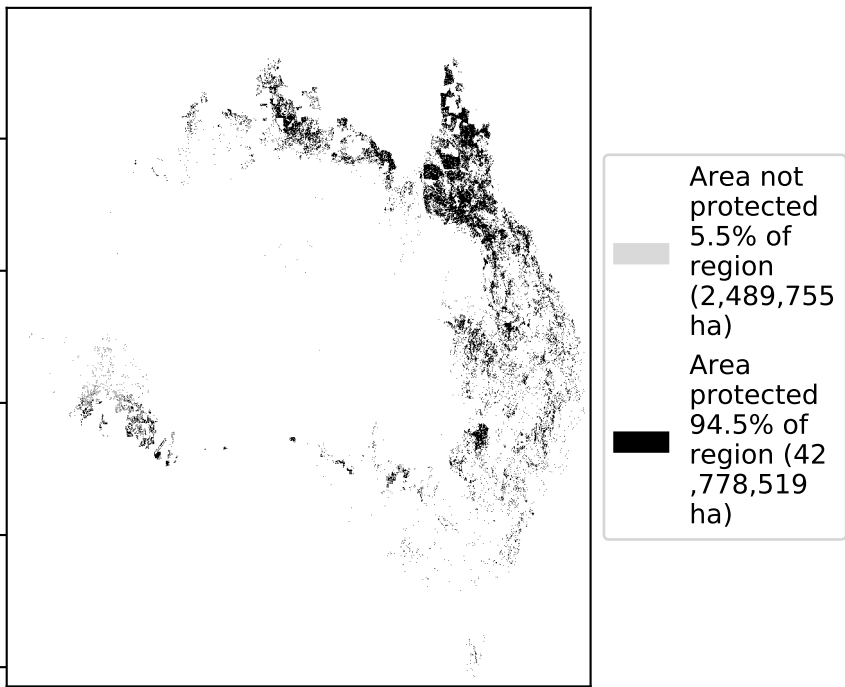 Area not
protected
5.5% of
region
(2,489,755
ha)
Area
protected
94.5% of
region (42
,778,519
ha)